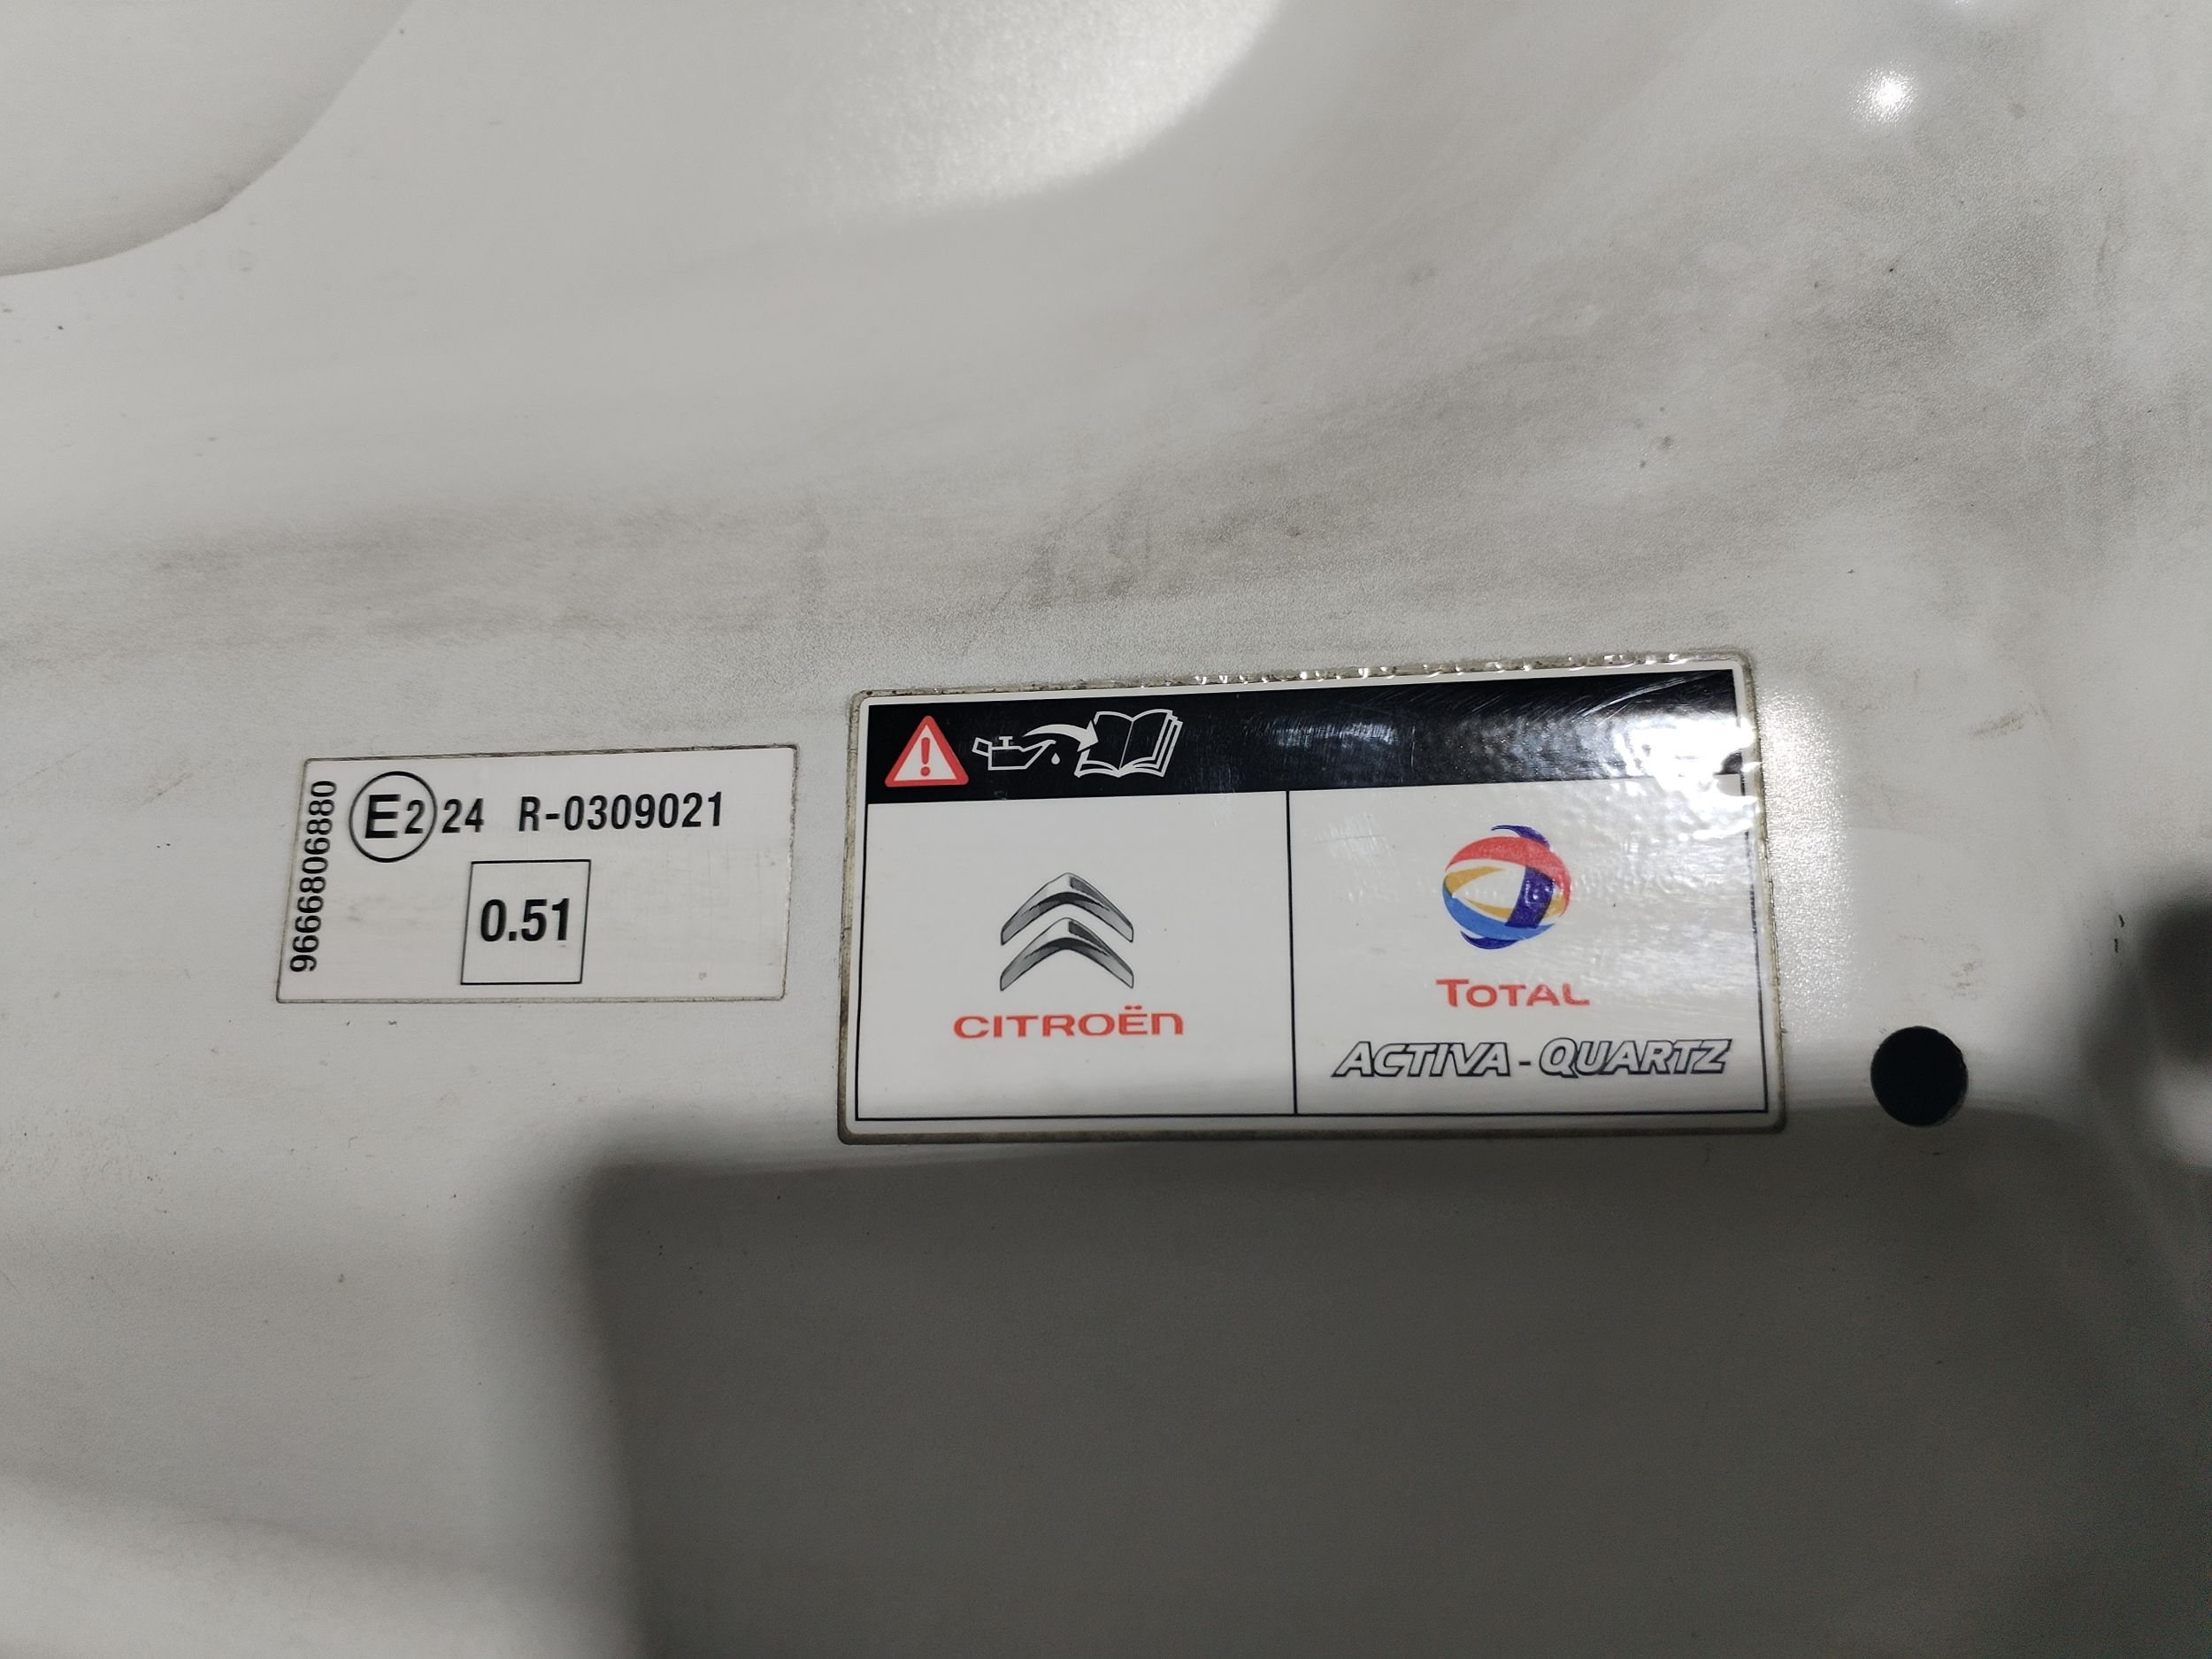 9666806880
E2 24 R-0309021
0.51
CITROËN
TOTAL
ACTIVA - QUARTZ